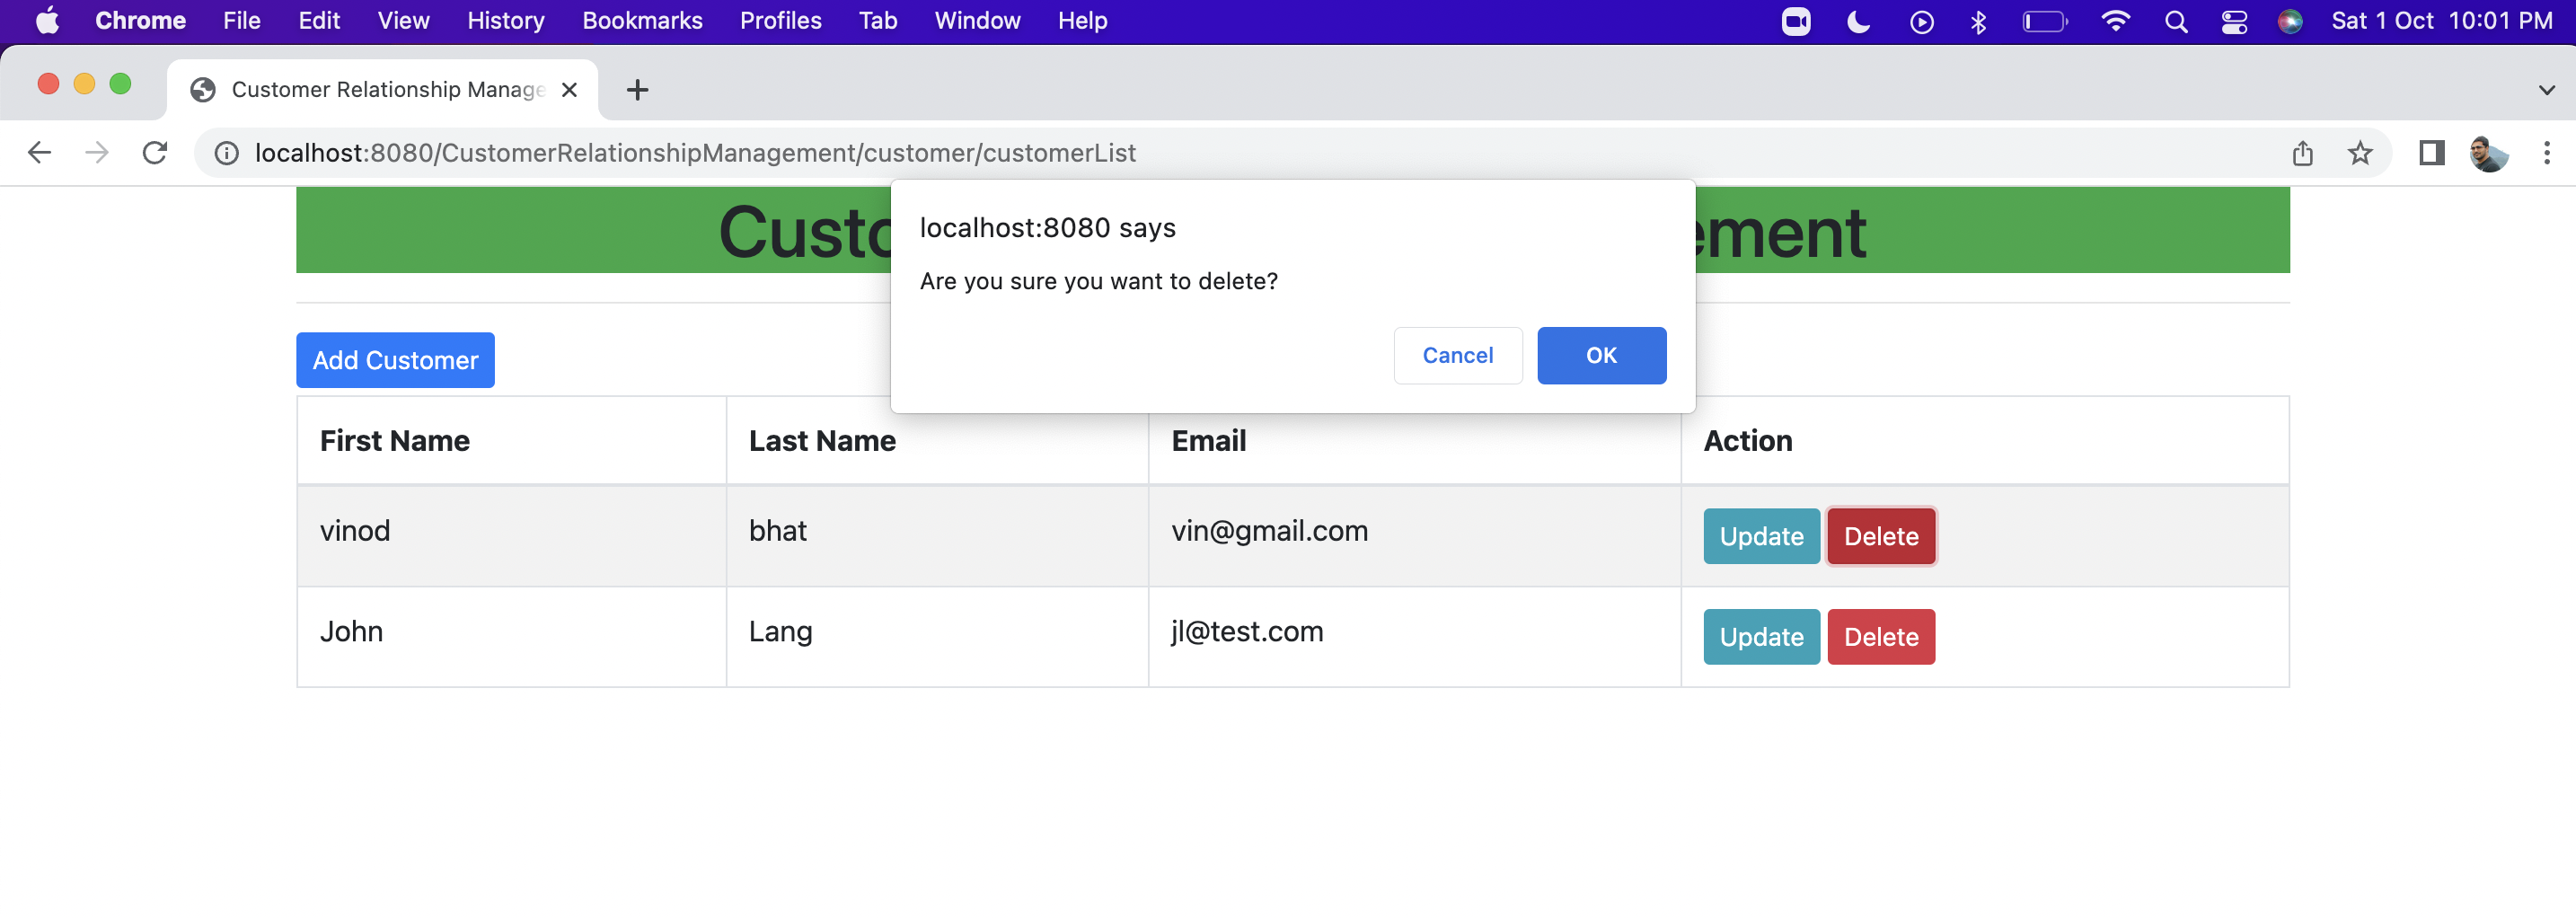 Chrome File Edit View History Bookmarks Profiles Tab Window Help Sat 1 Oct 10:01 PM
Customer Relationship Manage
localhost:8080/CustomerRelationshipManagement/customer/customerList
localhost:8080 says
Are you sure you want to delete?
Cancel OK
Add Customer
First Name Last Name Email Action
vinod bhat vin@gmail.com Update Delete
John Lang jl@test.com Update Delete